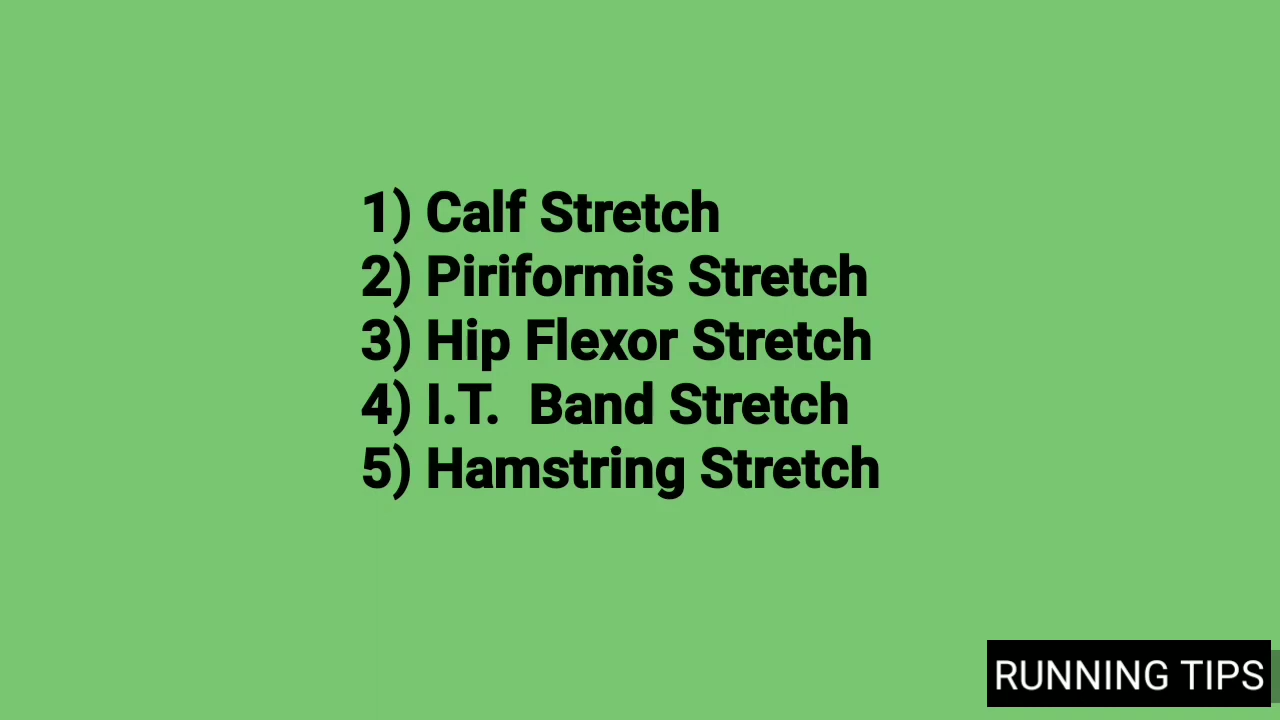 1) Calf Stretch
2) Piriformis Stretch
3) Hip Flexor Stretch
4) I.T.  Band Stretch
5) Hamstring Stretch
RUNNING TIPS